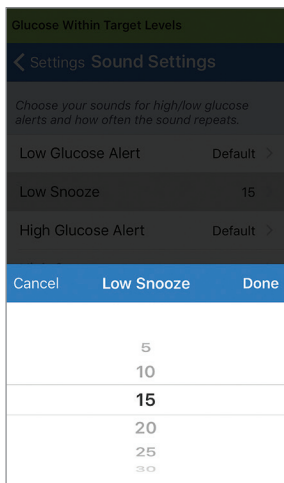 Glucose Within Target Levels
Settings Sound Settings
Choose your sounds for high/low glucose
alerts and how often the sound repeats.
Low Glucose Alert Default
Low Snooze 15
High Glucose Alert Default
Cancel Low Snooze Done
5
10
15
20
25
30